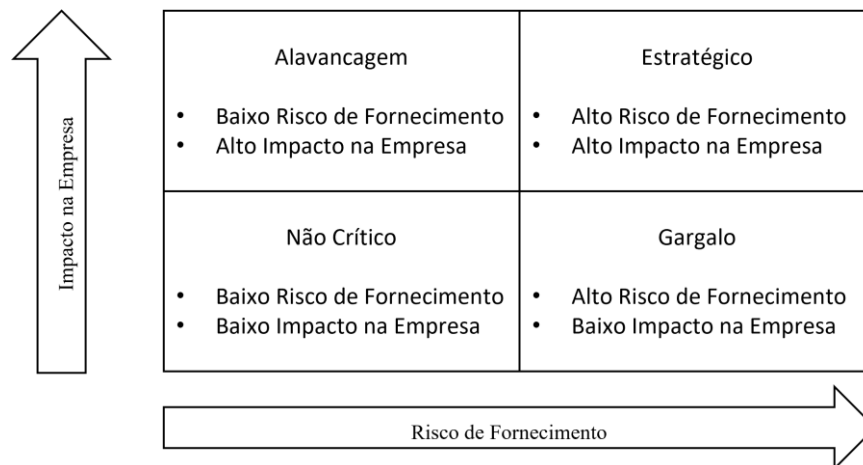 Impacto na Empresa
Alavancagem
• Baixo Risco de Fornecimento
• Alto Impacto na Empresa
Estratégico
• Alto Risco de Fornecimento
• Alto Impacto na Empresa
Não Crítico
• Baixo Risco de Fornecimento
• Baixo Impacto na Empresa
Gargalo
• Alto Risco de Fornecimento
• Baixo Impacto na Empresa
Risco de Fornecimento